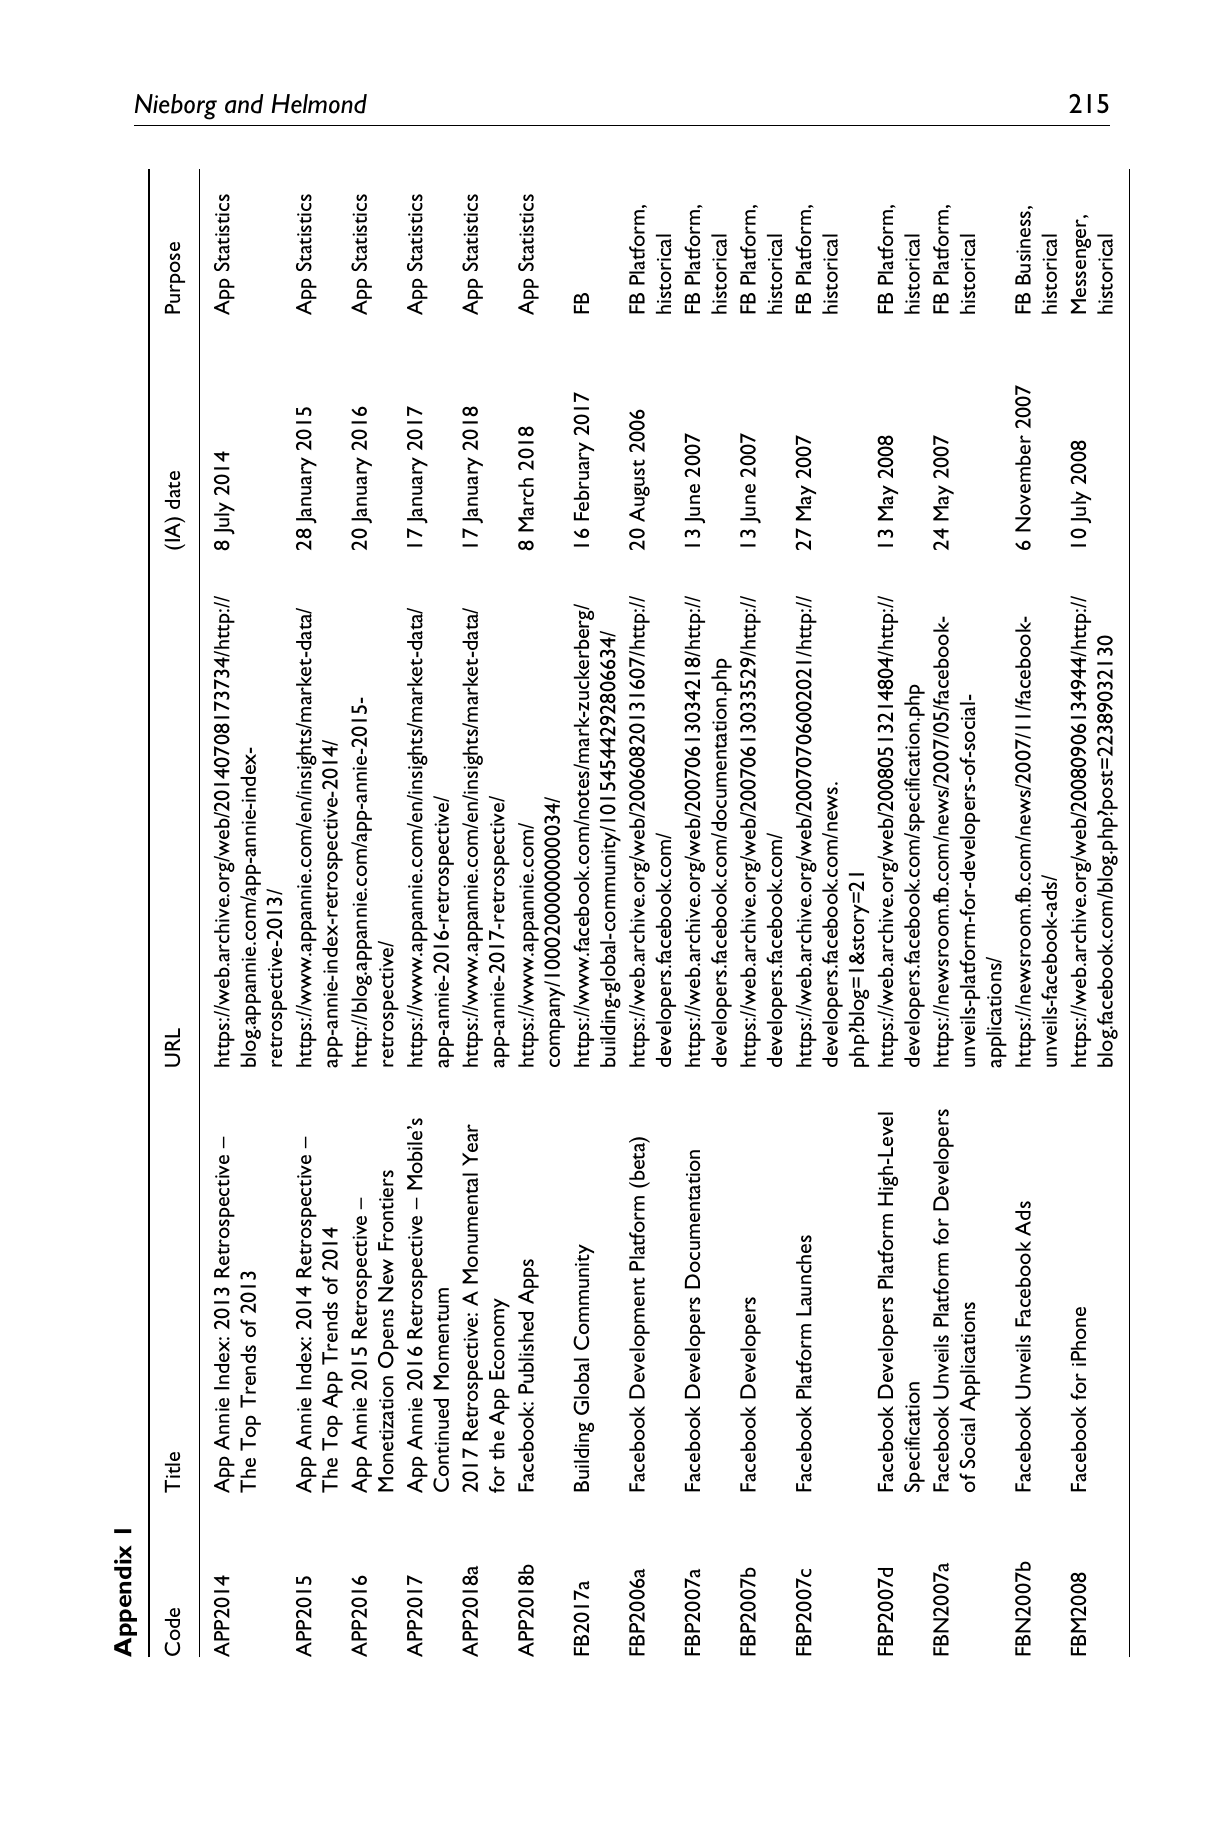 Nieborg and Helmond 215
Appendix 1
Code Title URL (IA) date Purpose
APP2014 App Annie Index: 2013 Retrospective – https://web.archive.org/web/20140708173734/http:// 8 July 2014 App Statistics
The Top Trends of 2013 blog.appannie.com/app-annie-index-
retrospective-2013/
APP2015 App Annie Index: 2014 Retrospective – https://www.appannie.com/en/insights/market-data/ 28 January 2015 App Statistics
The Top App Trends of 2014 app-annie-index-retrospective-2014/
APP2016 App Annie 2015 Retrospective – http://blog.appannie.com/app-annie-2015- 20 January 2016 App Statistics
Monetization Opens New Frontiers retrospective/
APP2017 App Annie 2016 Retrospective – Mobile's https://www.appannie.com/en/insights/market-data/ 17 January 2017 App Statistics
Continued Momentum app-annie-2016-retrospective/
APP2018a 2017 Retrospective: A Monumental Year https://www.appannie.com/en/insights/market-data/ 17 January 2018 App Statistics
for the App Economy app-annie-2017-retrospective/
APP2018b Facebook: Published Apps https://www.appannie.com/ 8 March 2018 App Statistics
company/1000200000000034/
FB2017a Building Global Community https://www.facebook.com/notes/mark-zuckerberg/ 16 February 2017 FB
building-global-community/10154544292806634/
FBP2006a Facebook Development Platform (beta) https://web.archive.org/web/20060820131607/http:// 20 August 2006 FB Platform,
developers.facebook.com/ historical
FBP2007a Facebook Developers Documentation https://web.archive.org/web/20070613034218/http:// 13 June 2007 FB Platform,
developers.facebook.com/documentation.php historical
FBP2007b Facebook Developers https://web.archive.org/web/20070613033529/http:// 13 June 2007 FB Platform,
developers.facebook.com/ historical
FBP2007c Facebook Platform Launches https://web.archive.org/web/20070706002021/http:// 27 May 2007 FB Platform,
developers.facebook.com/news. historical
php?blog=1&story=21
FBP2007d Facebook Developers Platform High-Level https://web.archive.org/web/20080513214804/http:// 13 May 2008 FB Platform,
Specification developers.facebook.com/specification.php historical
FBN2007a Facebook Unveils Platform for Developers https://newsroom.fb.com/news/2007/05/facebook- 24 May 2007 FB Platform,
of Social Applications unveils-platform-for-developers-of-social- historical
applications/
FBN2007b Facebook Unveils Facebook Ads https://newsroom.fb.com/news/2007/11/facebook- 6 November 2007 FB Business,
unveils-facebook-ads/ historical
FBM2008 Facebook for iPhone https://web.archive.org/web/20080906134944/http:// 10 July 2008 Messenger,
blog.facebook.com/blog.php?post=22389032130 historical